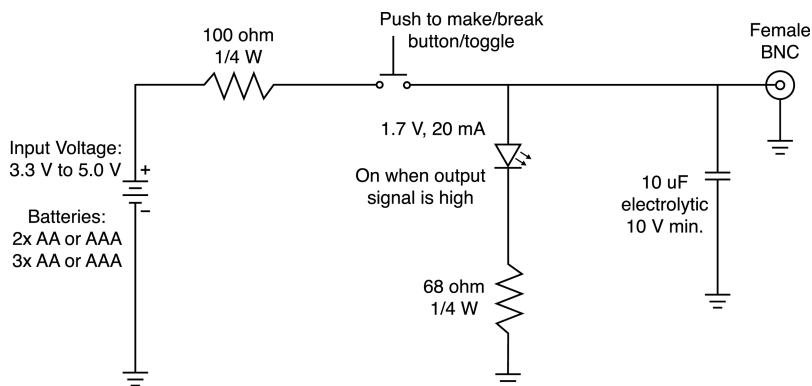 100 ohm
1/4 W
Push to make/break
button/toggle
Female
BNC
Input Voltage:
3.3 V to 5.0 V
+
–
Batteries:
2x AA or AAA
3x AA or AAA
1.7 V, 20 mA
On when output
signal is high
68 ohm
1/4 W
10 uF
electrolytic
10 V min.